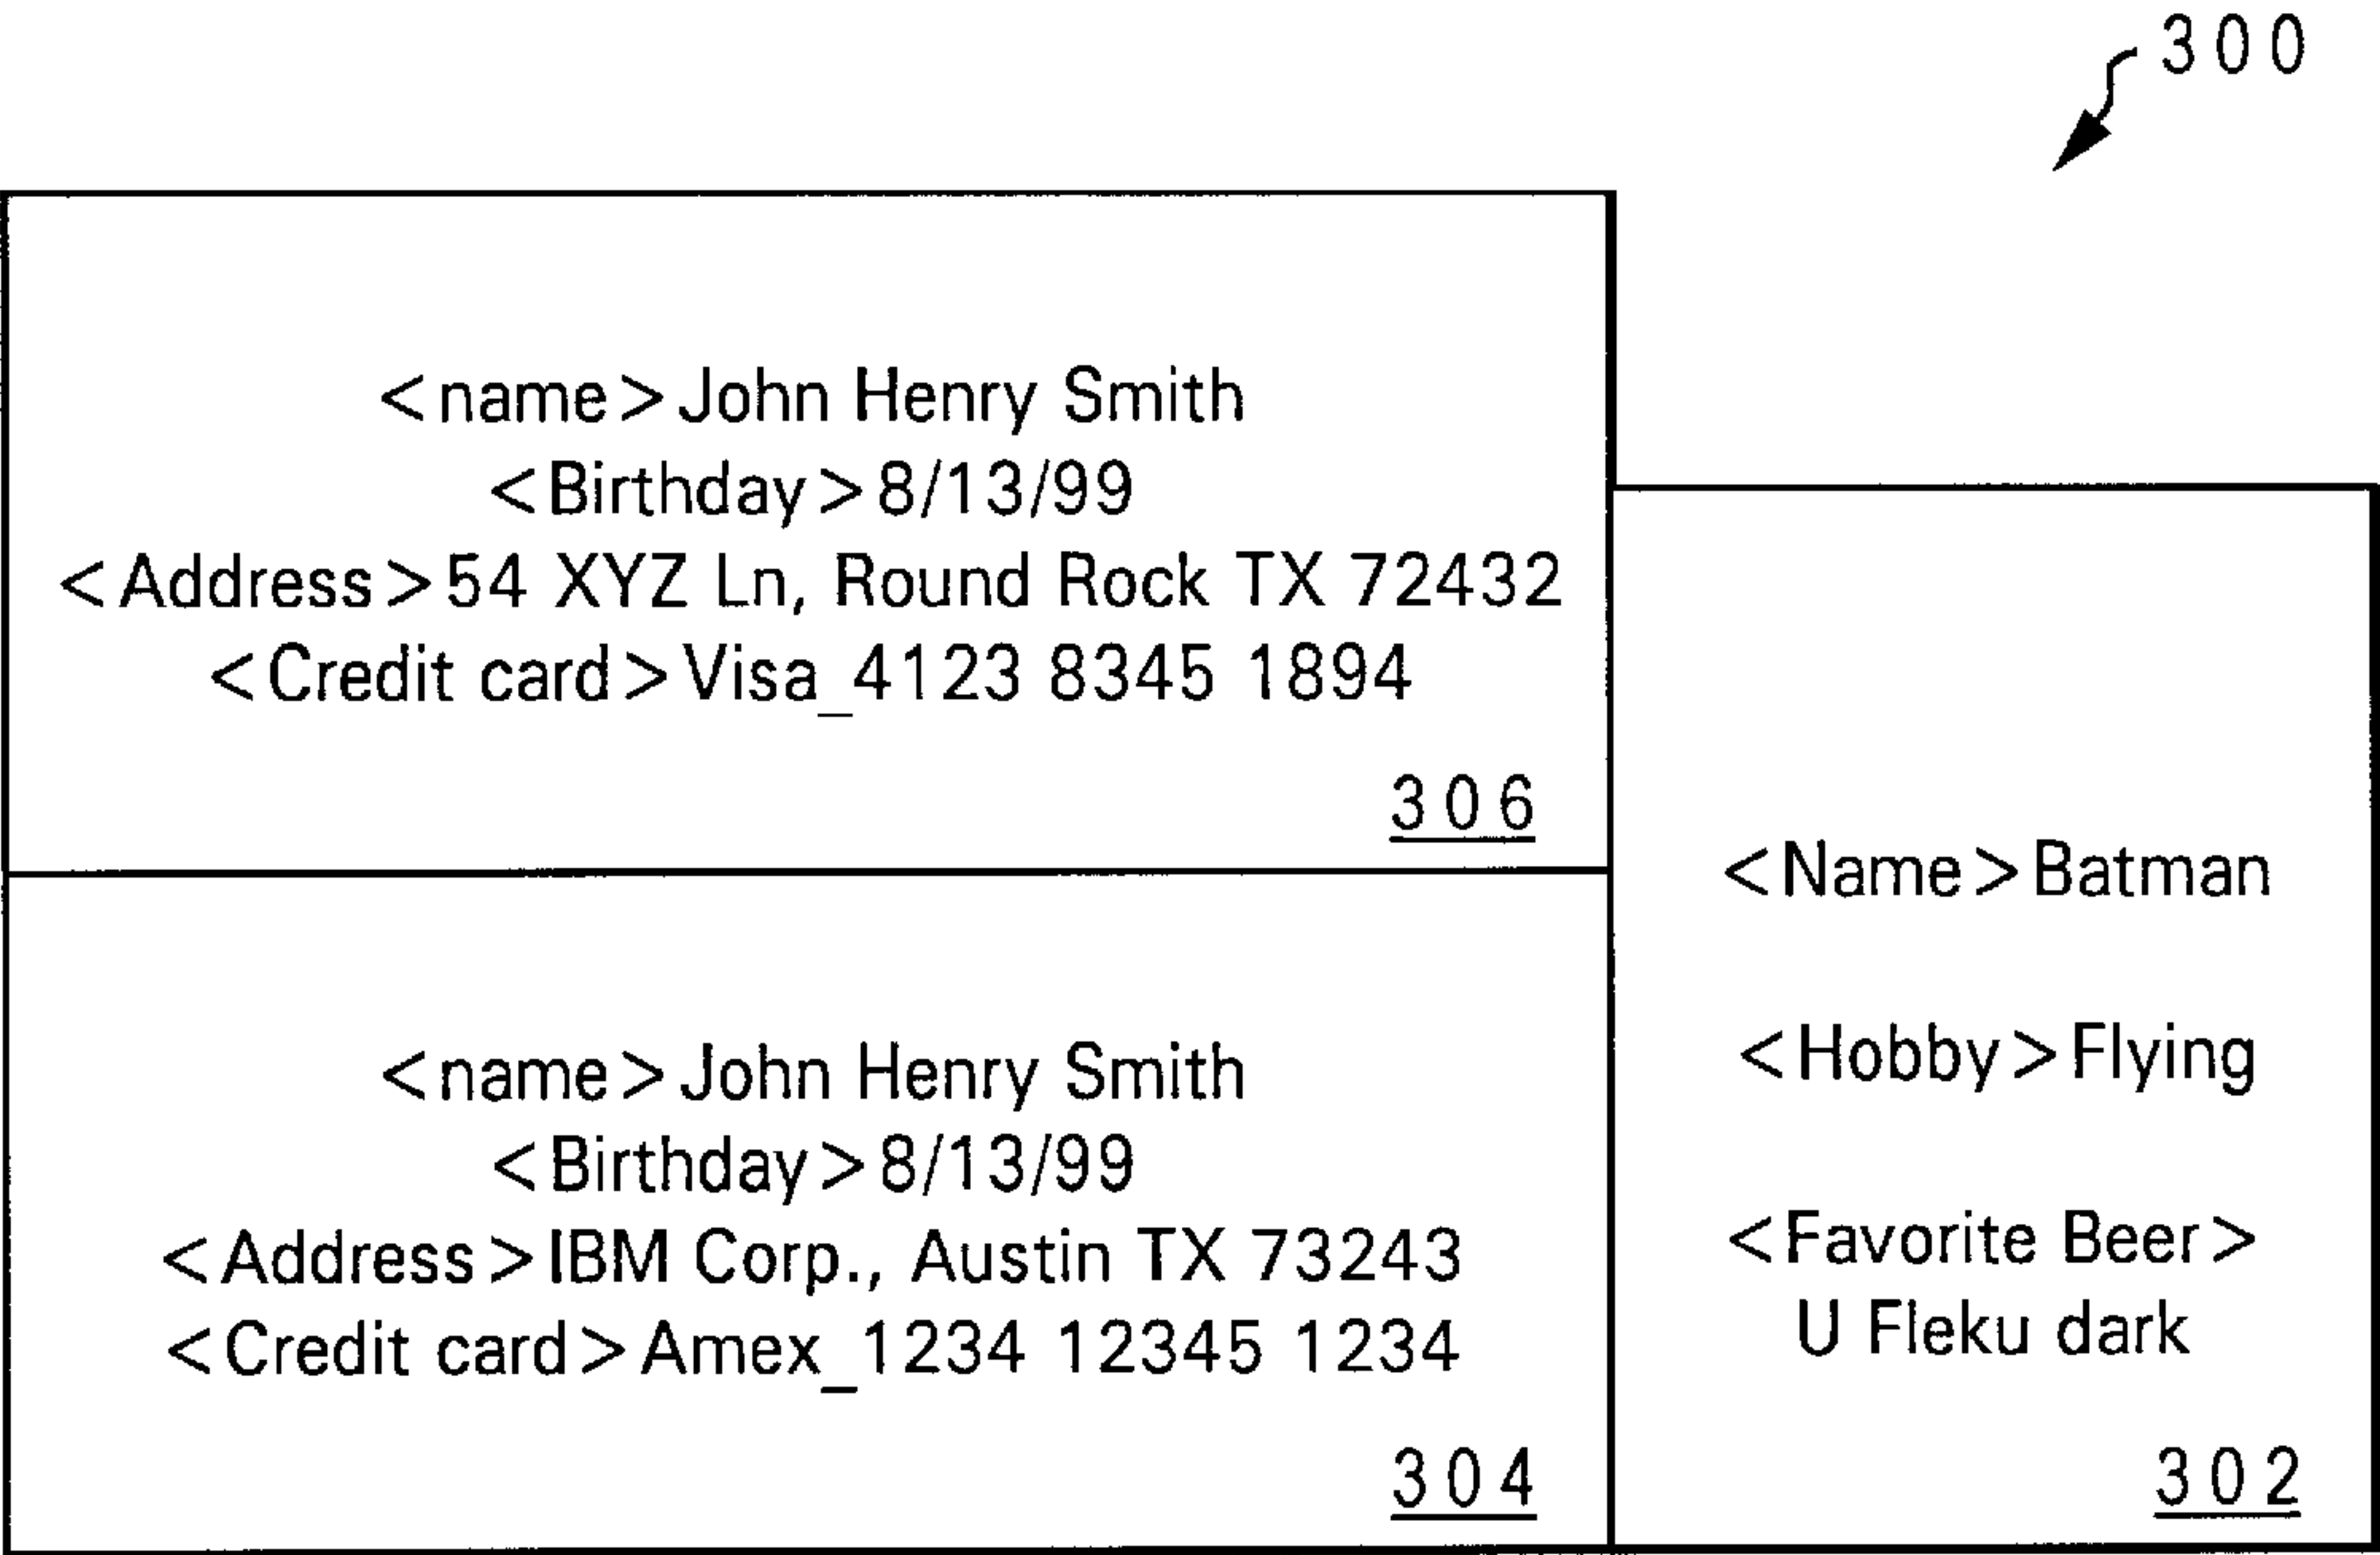 300
<name>John Henry Smith
<Birthday>8/13/99
<Address>54 XYZ Ln, Round Rock TX 72432
<Credit card>Visa_4123 8345 1894
306
<name>John Henry Smith
<Birthday>8/13/99
<Address>IBM Corp., Austin TX 73243
<Credit card>Amex_1234 12345 1234
304
<Name>Batman
<Hobby>Flying
<Favorite Beer>
U Fleku dark
302